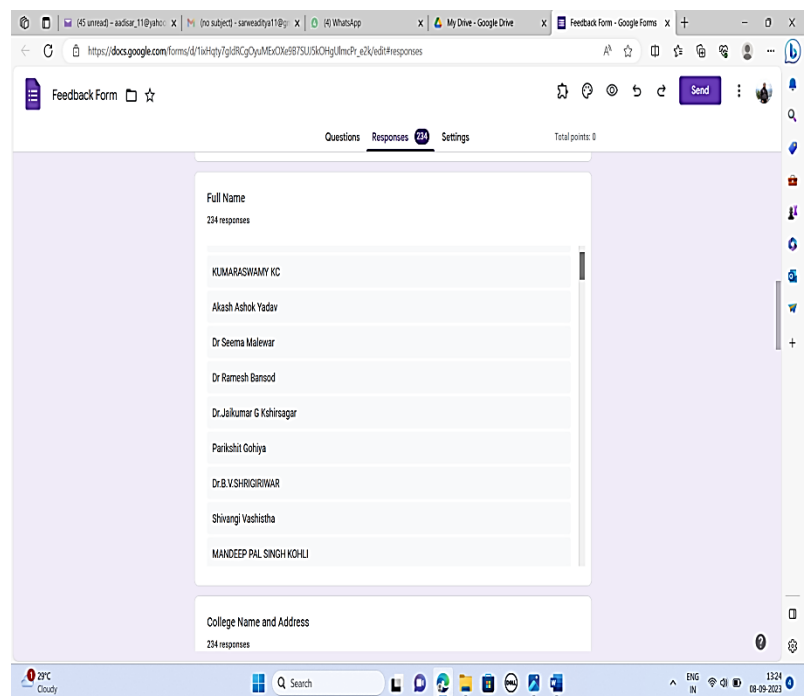 (45 unread) - aadisar_11@yahoo
(no subject) - sarweaditya11@gm
(4) WhatsApp
My Drive - Google Drive
Feedback Form - Google Forms
https://docs.google.com/forms/d/1ixHqty7gIdRCgOyuMExOXe9B7SUJ5kOHgUlmcPr_e2k/edit#responses
Feedback Form
Send
Questions Responses 234 Settings
Total points: 0
Full Name
234 responses
KUMARASWAMY KC
Akash Ashok Yadav
Dr Seema Malewar
Dr Ramesh Bansod
Dr.Jaikumar G Kshirsagar
Parikshit Gohiya
Dr.B.V.SHRIGIRIWAR
Shivangi Vashistha
MANDEEP PAL SINGH KOHLI
College Name and Address
234 responses
1
29°C
Cloudy
Search
DELL
ENG
IN
13:24
08-09-2023